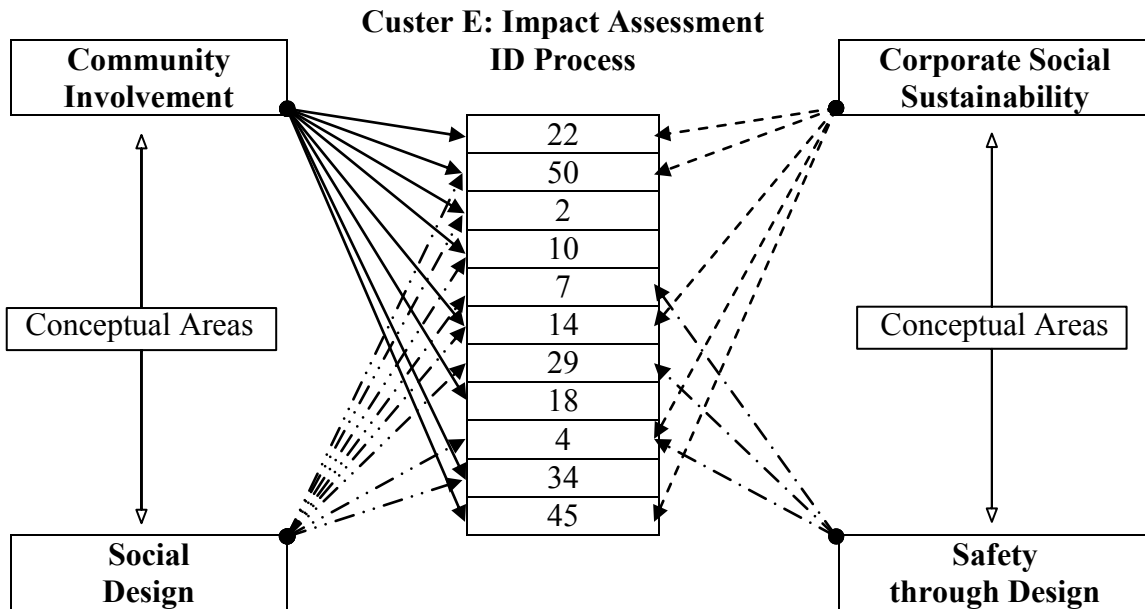 Custer E: Impact Assessment
ID Process
Community
Involvement
Corporate Social
Sustainability
22
50
2
10
7
14
29
18
4
34
45
Conceptual Areas
Conceptual Areas
Social
Design
Safety
through Design